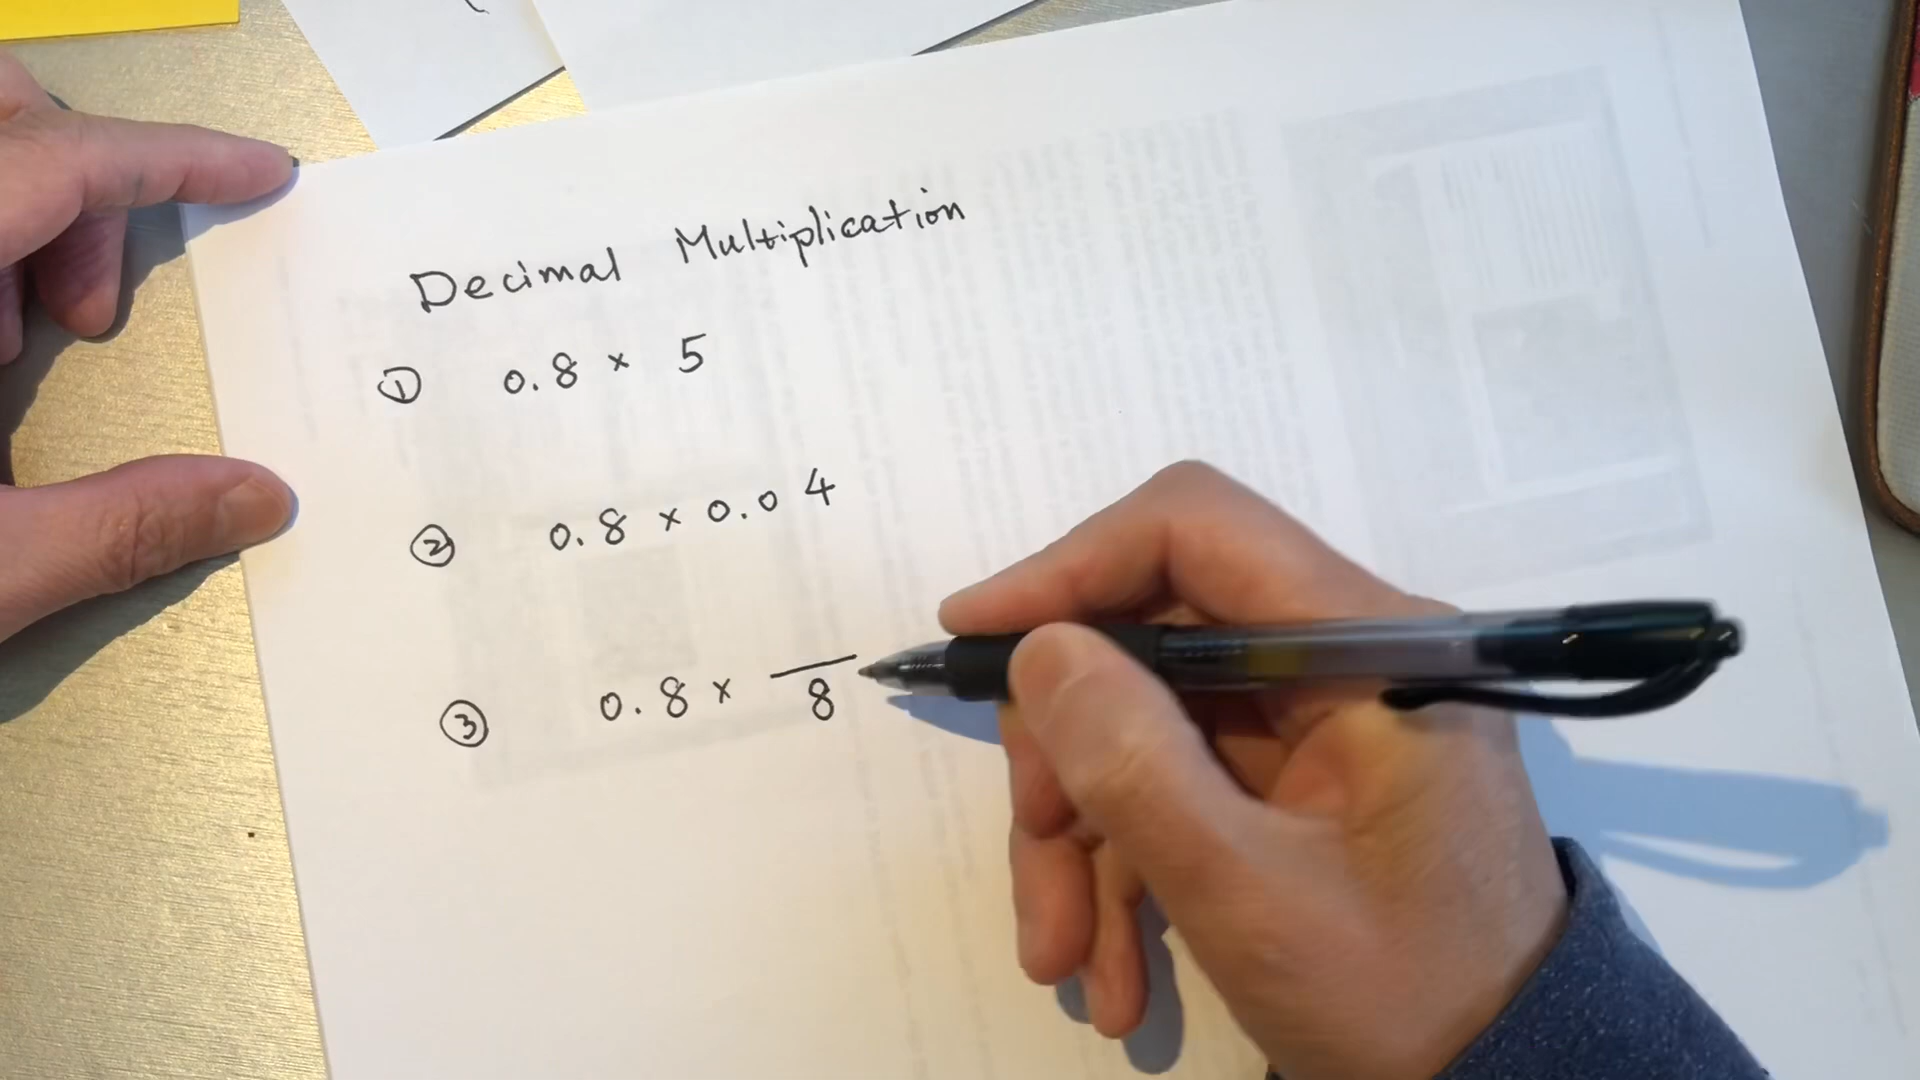 Decimal Multiplication
① 0.8 × 5
② 0.8 × 0.04
③ 0.8 × —
8